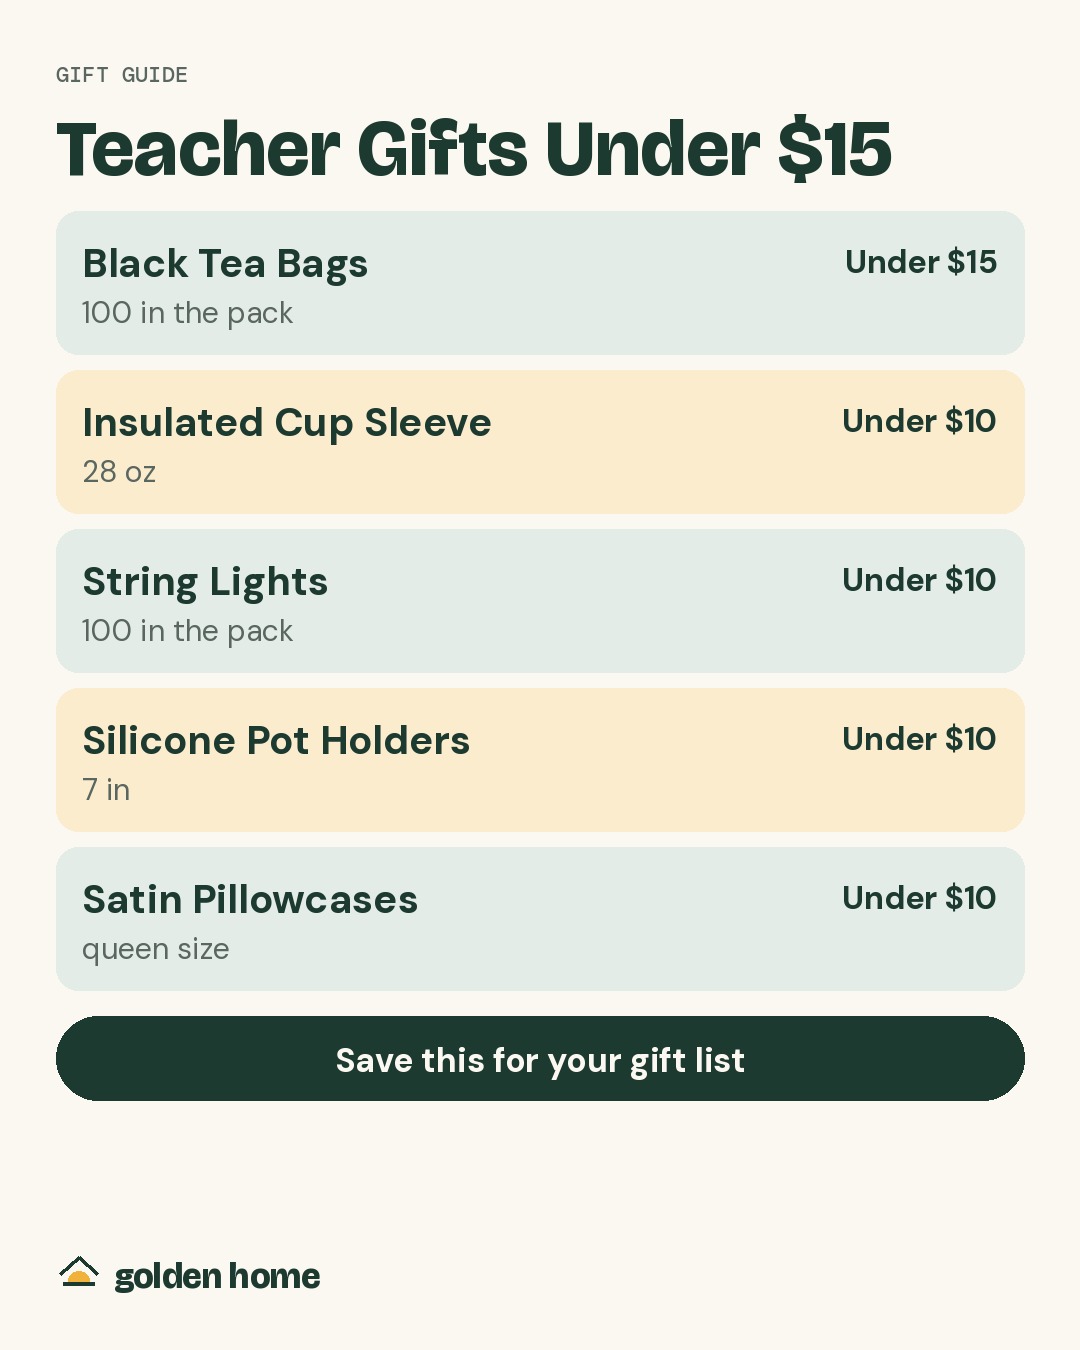 GIFT GUIDE
Teacher Gifts Under $15
Black Tea Bags
Under $15
100 in the pack
Insulated Cup Sleeve
Under $10
28 oz
String Lights
Under $10
100 in the pack
Silicone Pot Holders
Under $10
7 in
Satin Pillowcases
Under $10
queen size
Save this for your gift list
golden home